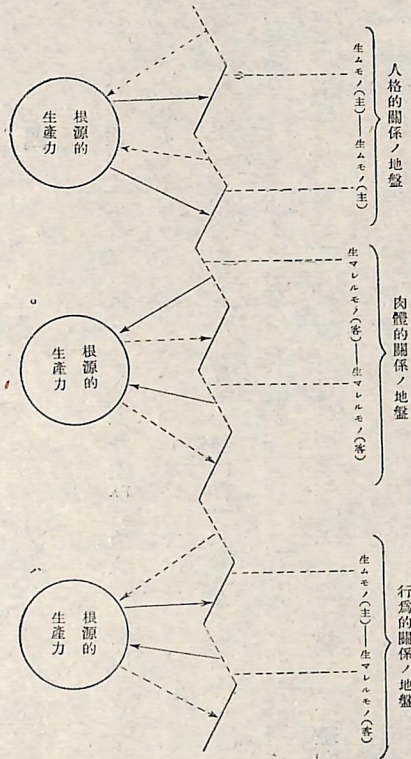 人格的關係ノ地盤
生ムモノ(主)──生ムモノ(主)
根源的
生産力
肉體的關係ノ地盤
生マレルモノ(客)──生マレルモノ(客)
根源的
生産力
行爲的關係ノ地盤
生ムモノ(主)──生マレルモノ(客)
根源的
生産力